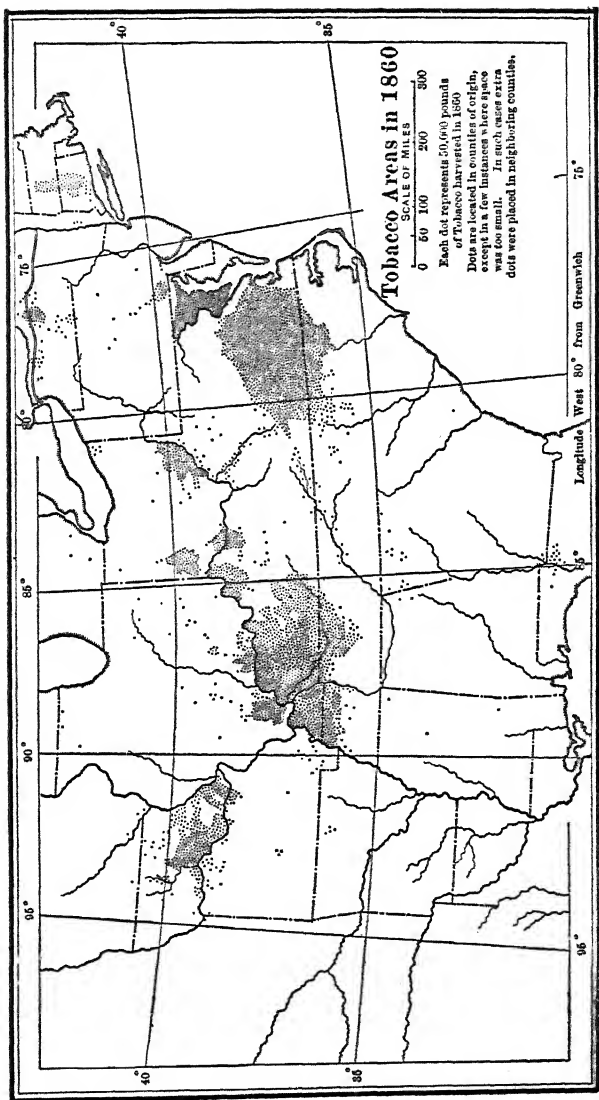 95°
90°
85°
80°
75°
40°
40°
35°
35°
Tobacco Areas in 1860
SCALE OF MILES
0 50 100 200 300
Each dot represents 50,000 pounds
of Tobacco harvested in 1860
Dots are located in counties of origin,
except in a few instances where space
was too small. In such cases extra
dots were placed in neighboring counties.
95°
85°
Longitude West 80° from Greenwich
75°